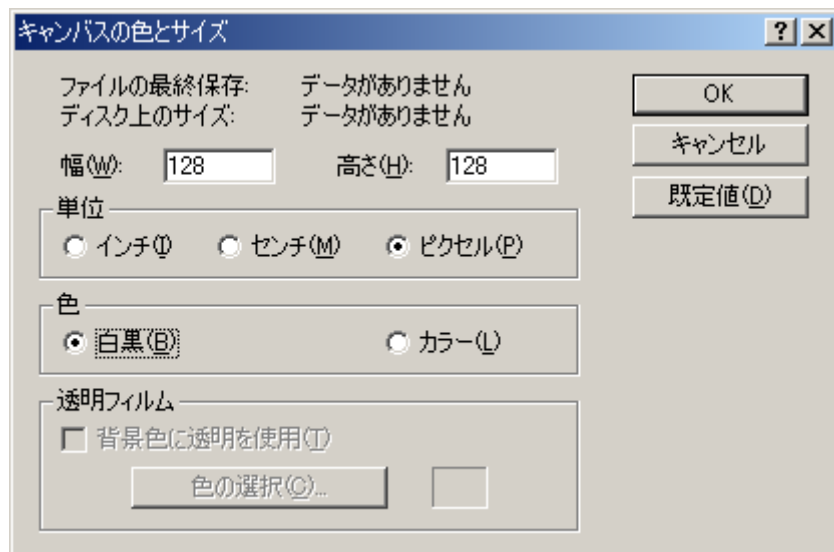 キャンバスの色とサイズ
ファイルの最終保存: データがありません
ディスク上のサイズ: データがありません
幅(W): 128 高さ(H): 128
単位
インチ(I) センチ(M) ピクセル(P)
色
白黒(B) カラー(L)
透明フィルム
背景色に透明を使用(T)
色の選択(C)...
OK
キャンセル
既定値(D)